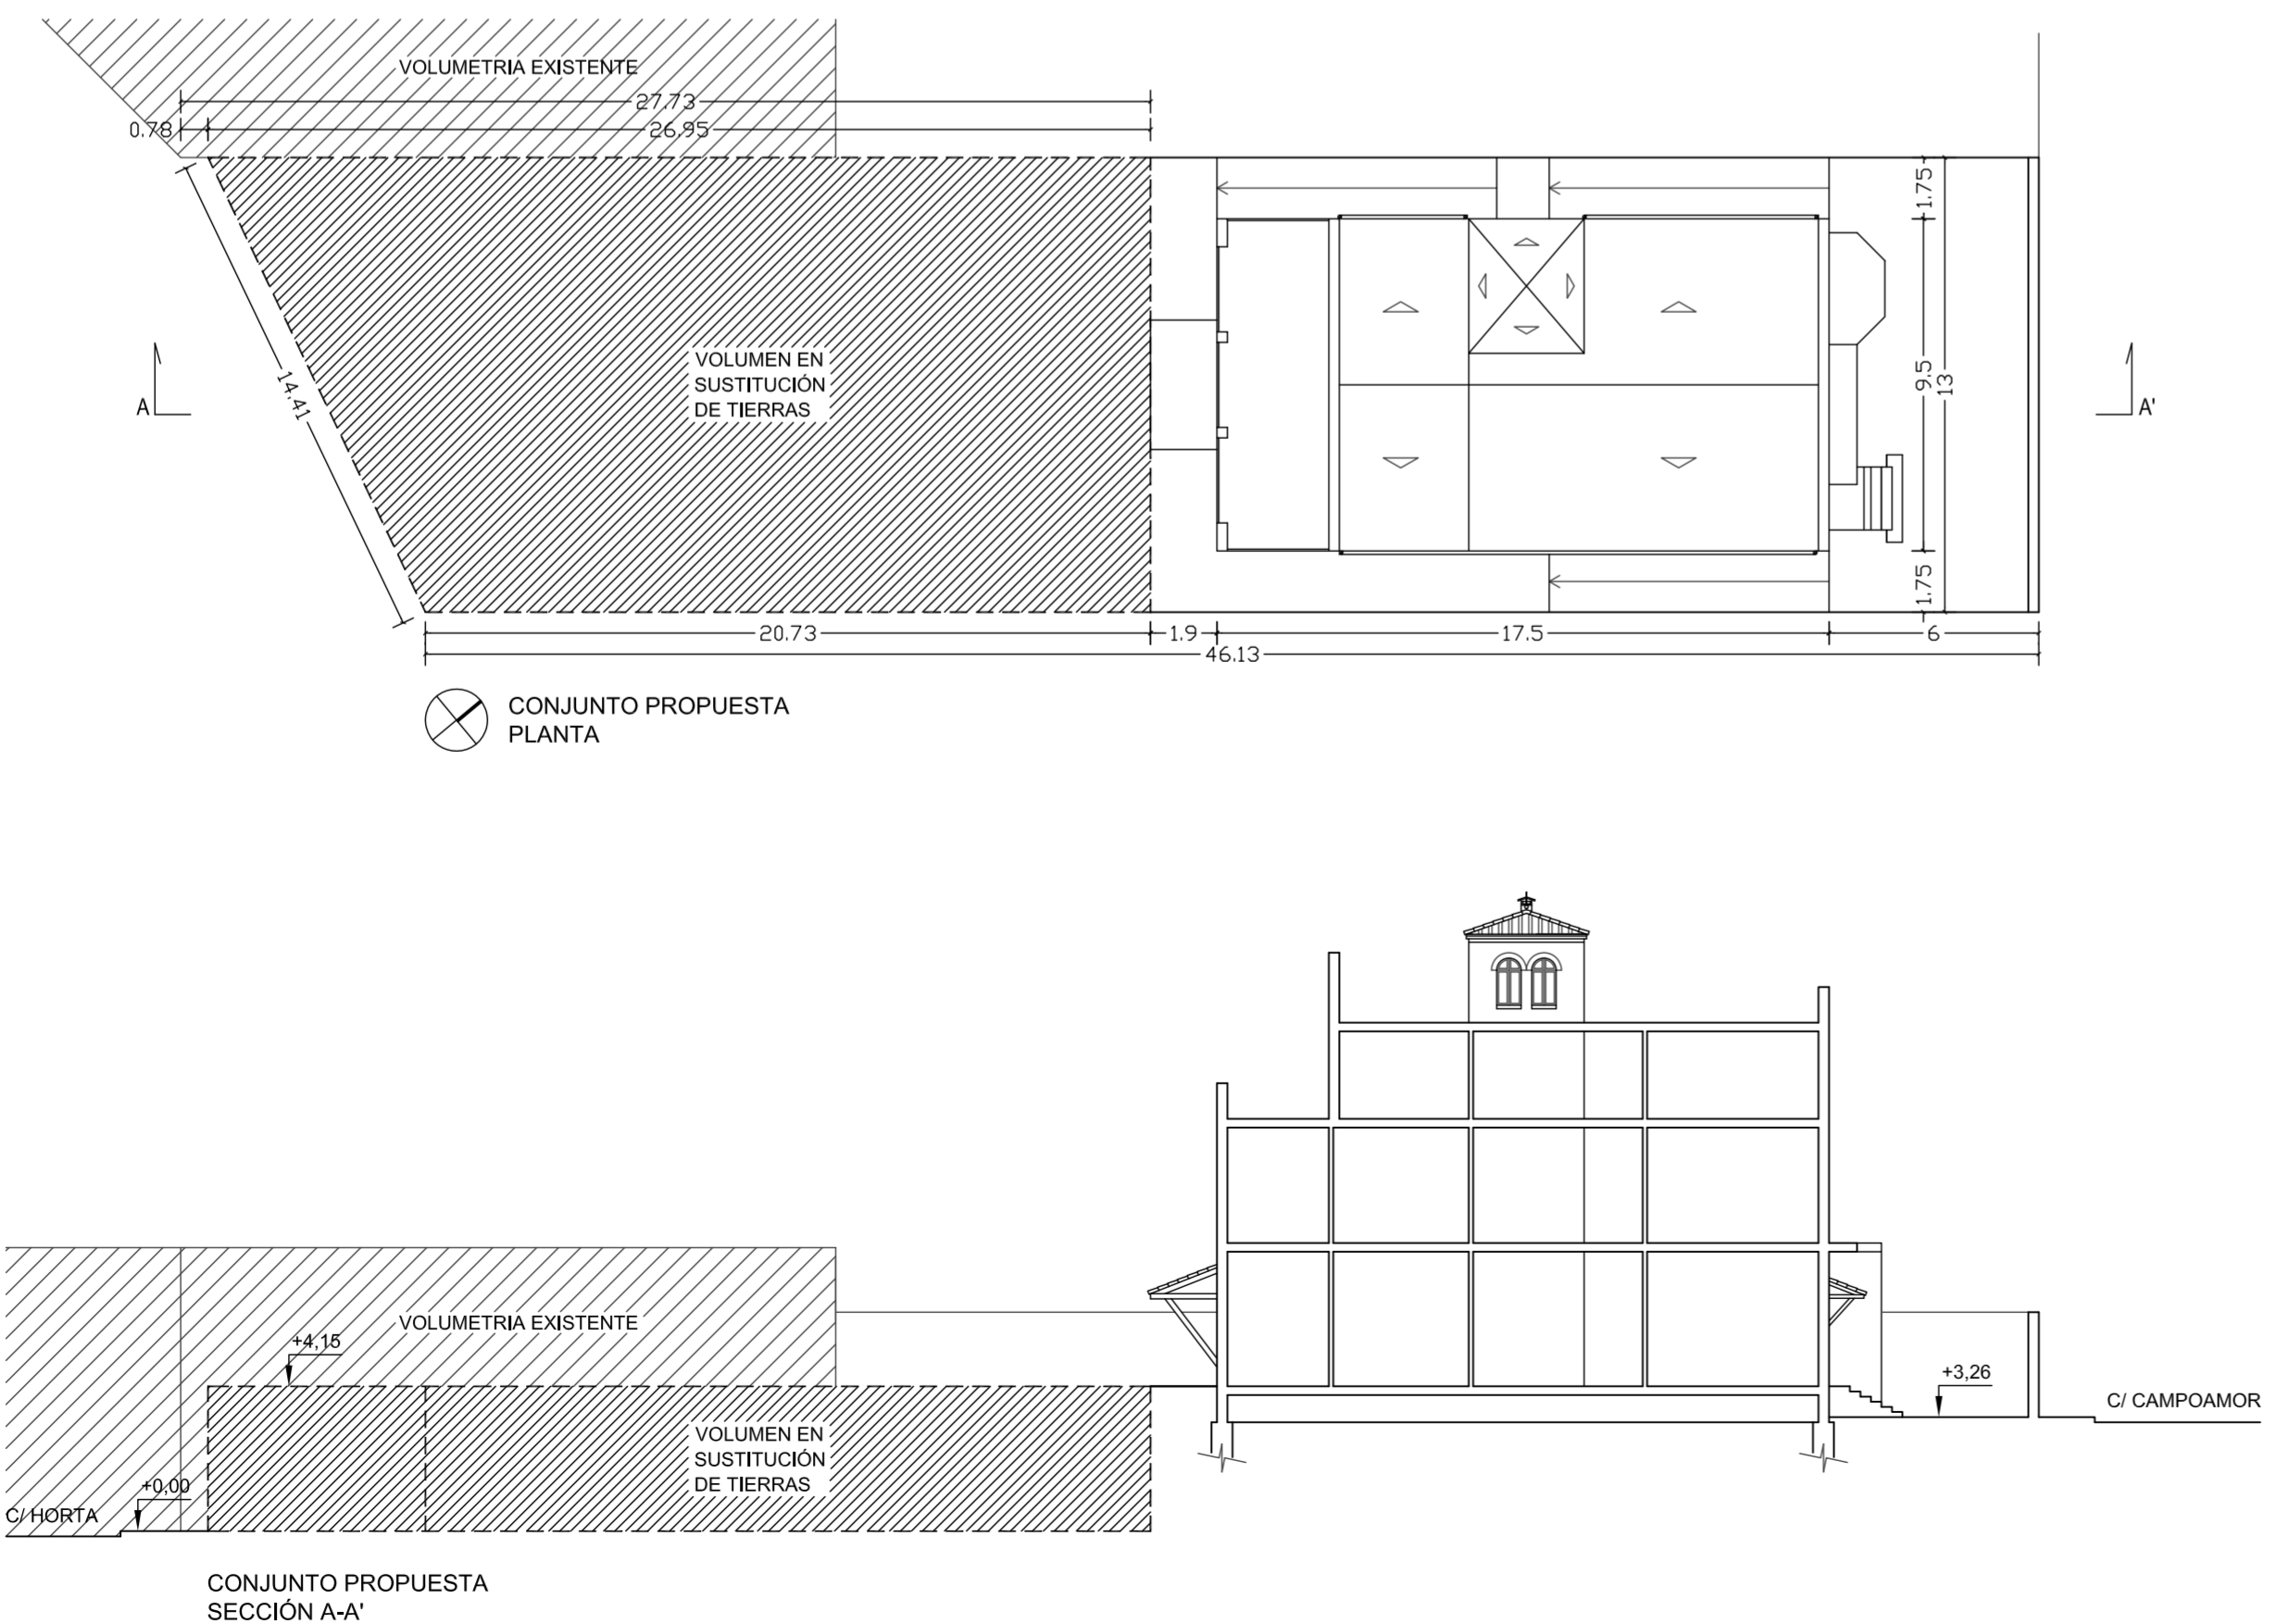 VOLUMETRIA EXISTENTE
27.73
0.78
26.95
1.75
14.41
VOLUMEN EN
SUSTITUCIÓN
DE TIERRAS
A
9.5
13
A'
1.75
20.73
1.9
17.5
6
46.13
CONJUNTO PROPUESTA
PLANTA
VOLUMETRIA EXISTENTE
+4,15
+3,26
C/ CAMPOAMOR
VOLUMEN EN
SUSTITUCIÓN
DE TIERRAS
+0,00
C/ HORTA
CONJUNTO PROPUESTA
SECCIÓN A-A'